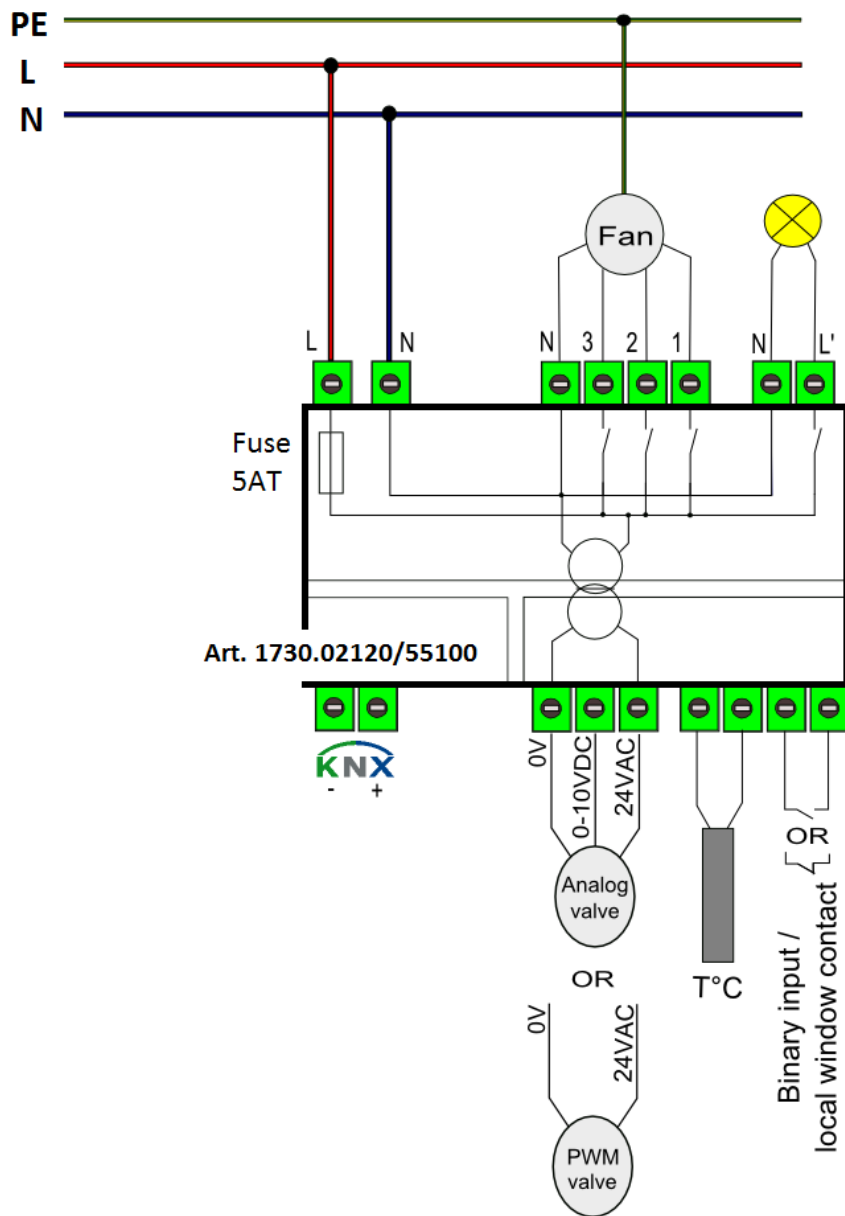 PE
L
N
Fan
L
N
N
3
2
1
N
L'
Fuse
5AT
Art. 1730.02120/55100
KNX
-
+
0V
0-10VDC
24VAC
Analog
valve
OR
0V
24VAC
PWM
valve
T°C
OR
Binary input /
local window contact